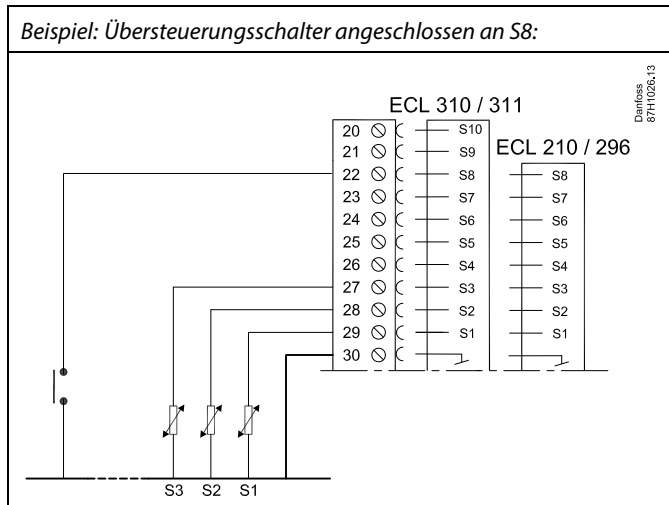 Beispiel: Übersteuerungsschalter angeschlossen an S8:
Danfoss
87H1026.13
ECL 310 / 311
ECL 210 / 296
20 S10
21 S9
22 S8 S8
23 S7 S7
24 S6 S6
25 S5 S5
26 S4 S4
27 S3 S3
28 S2 S2
29 S1 S1
30
S3 S2 S1